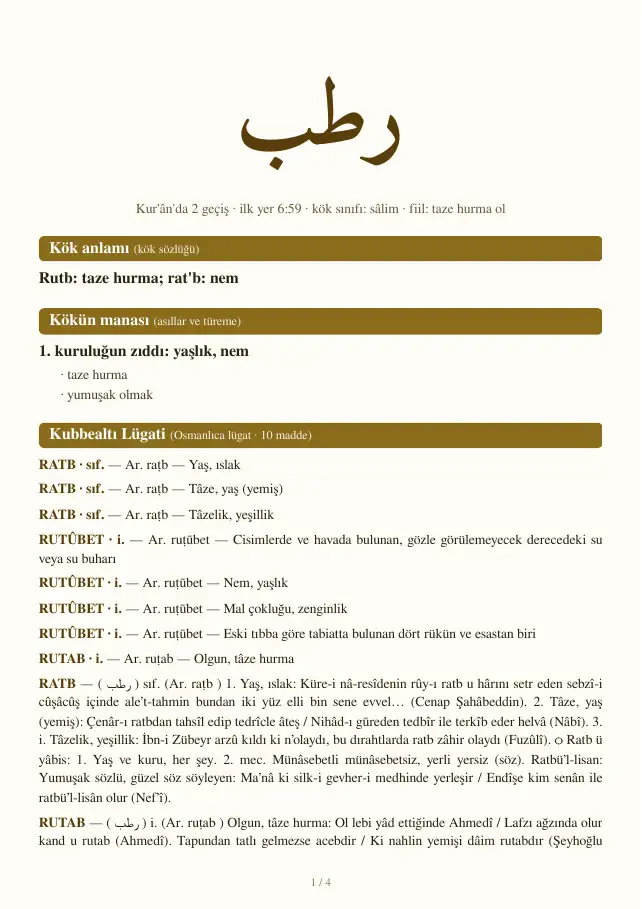 رطب
Kur'ân'da 2 geçiş · ilk yer 6:59 · kök sınıfı: sâlim · fiil: taze hurma ol
Kök anlamı (kök sözlüğü)
Rutb: taze hurma; rat'b: nem
Kökün manası (asıllar ve türeme)
1. kuruluğun zıddı: yaşlık, nem
· taze hurma
· yumuşak olmak
Kubbealtı Lügati (Osmanlıca lügat · 10 madde)
RATB · sıf. — Ar. raṭb — Yaş, ıslak
RATB · sıf. — Ar. raṭb — Tâze, yaş (yemiş)
RATB · sıf. — Ar. raṭb — Tâzelik, yeşillik
RUTÛBET · i. — Ar. ruṭūbet — Cisimlerde ve havada bulunan, gözle görülemeyecek derecedeki su
veya su buharı
RUTÛBET · i. — Ar. ruṭūbet — Nem, yaşlık
RUTÛBET · i. — Ar. ruṭūbet — Mal çokluğu, zenginlik
RUTÛBET · i. — Ar. ruṭūbet — Eski tıbba göre tabiatta bulunan dört rükün ve esastan biri
RUTAB · i. — Ar. ruṭab — Olgun, tâze hurma
RATB — ( رطب ) sıf. (Ar. raṭb ) 1. Yaş, ıslak: Küre-i nâ-resîdenin rûy-ı ratb u hârını setr eden sebzî-i
cûşâcûş içinde ale't-tahmin bundan iki yüz elli bin sene evvel… (Cenap Şahâbeddin). 2. Tâze, yaş
(yemiş): Çenâr-ı ratbdan tahsîl edip tedrîcle âteş / Nihâd-ı gûreden tedbîr ile terkîb eder helvâ (Nâbî). 3.
i. Tâzelik, yeşillik: İbn-i Zübeyr arzû kıldı ki n'olaydı, bu dırahtlarda ratb zâhir olaydı (Fuzûlî). ѻ Ratb ü
yâbis: 1. Yaş ve kuru, her şey. 2. mec. Münâsebetli münâsebetsiz, yerli yersiz (söz). Ratbü'l-lisan:
Yumuşak sözlü, güzel söz söyleyen: Ma'nâ ki silk-i gevher-i medhinde yerleşir / Endîşe kim senân ile
ratbü'l-lisân olur (Nef'î).
RUTAB — ( رطب ) i. (Ar. ruṭab ) Olgun, tâze hurma: Ol lebi yâd ettiğinde Ahmedî / Lafzı ağzında olur
kand u rutab (Ahmedî). Tapundan tatlı gelmezse acebdir / Ki nahlin yemişi dâim rutabdır (Şeyhoğlu
1 / 4